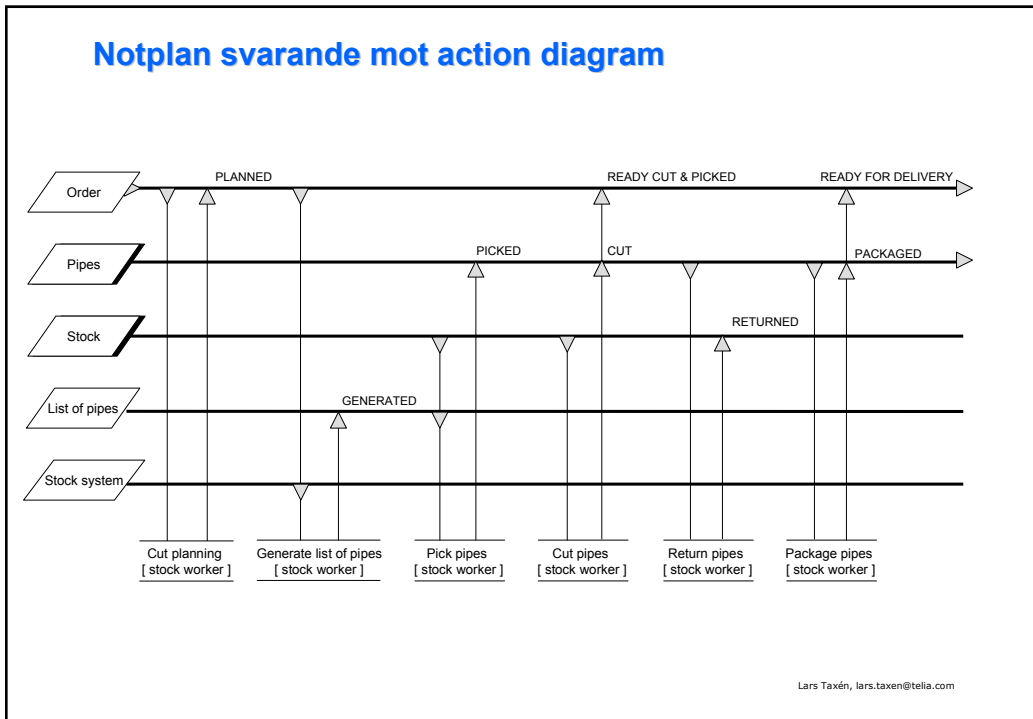 Notplan svarande mot action diagram
Order
PLANNED
READY CUT & PICKED
READY FOR DELIVERY
Pipes
PICKED
CUT
PACKAGED
Stock
RETURNED
List of pipes
GENERATED
Stock system
Cut planning
[ stock worker ]
Generate list of pipes
[ stock worker ]
Pick pipes
[ stock worker ]
Cut pipes
[ stock worker ]
Return pipes
[ stock worker ]
Package pipes
[ stock worker ]
Lars Taxén, lars.taxen@telia.com